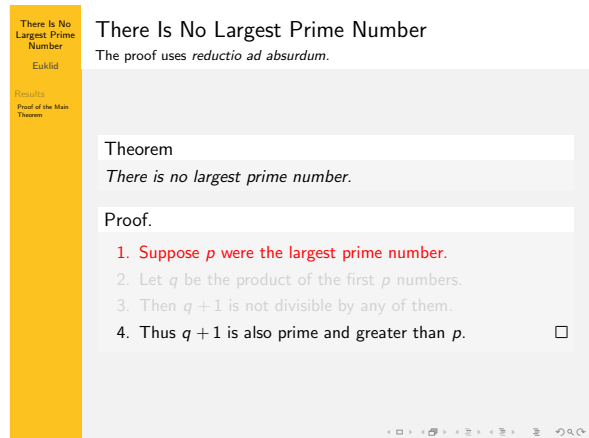 There Is No
Largest Prime
Number
Euklid
Results
Proof of the Main
Theorem
There Is No Largest Prime Number
The proof uses reductio ad absurdum.
Theorem
There is no largest prime number.
Proof.
1. Suppose p were the largest prime number.
2. Let q be the product of the first p numbers.
3. Then q + 1 is not divisible by any of them.
4. Thus q + 1 is also prime and greater than p. □